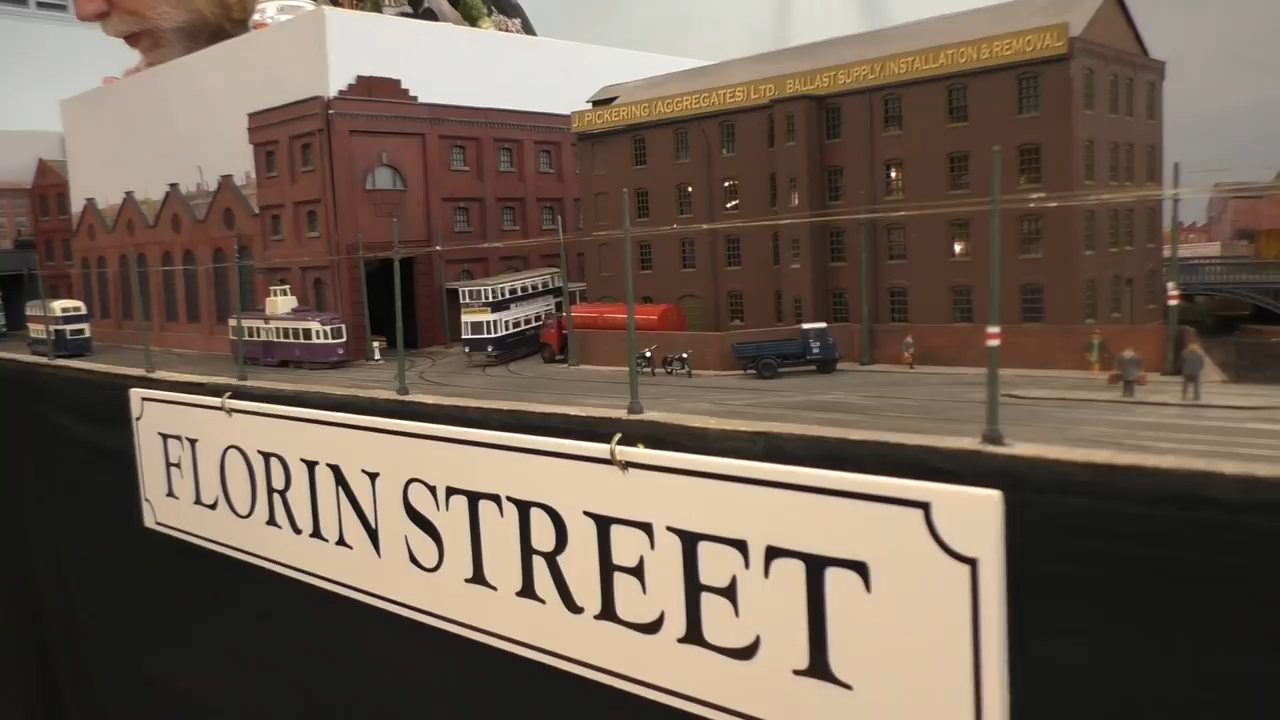 J. PICKERING (AGGREGATES) LTD. BALLAST SUPPLY, INSTALLATION & REMOVAL
FLORIN STREET